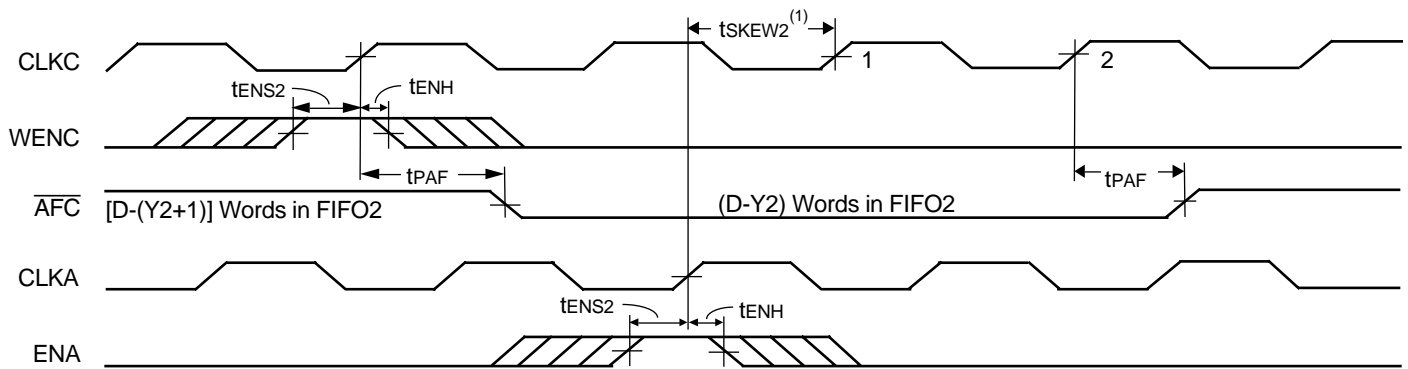 tSKEW2(1)
CLKC
1
2
tENS2
tENH
WENC
tPAF
tPAF
AFC
[D-(Y2+1)] Words in FIFO2
(D-Y2) Words in FIFO2
CLKA
tENS2
tENH
ENA